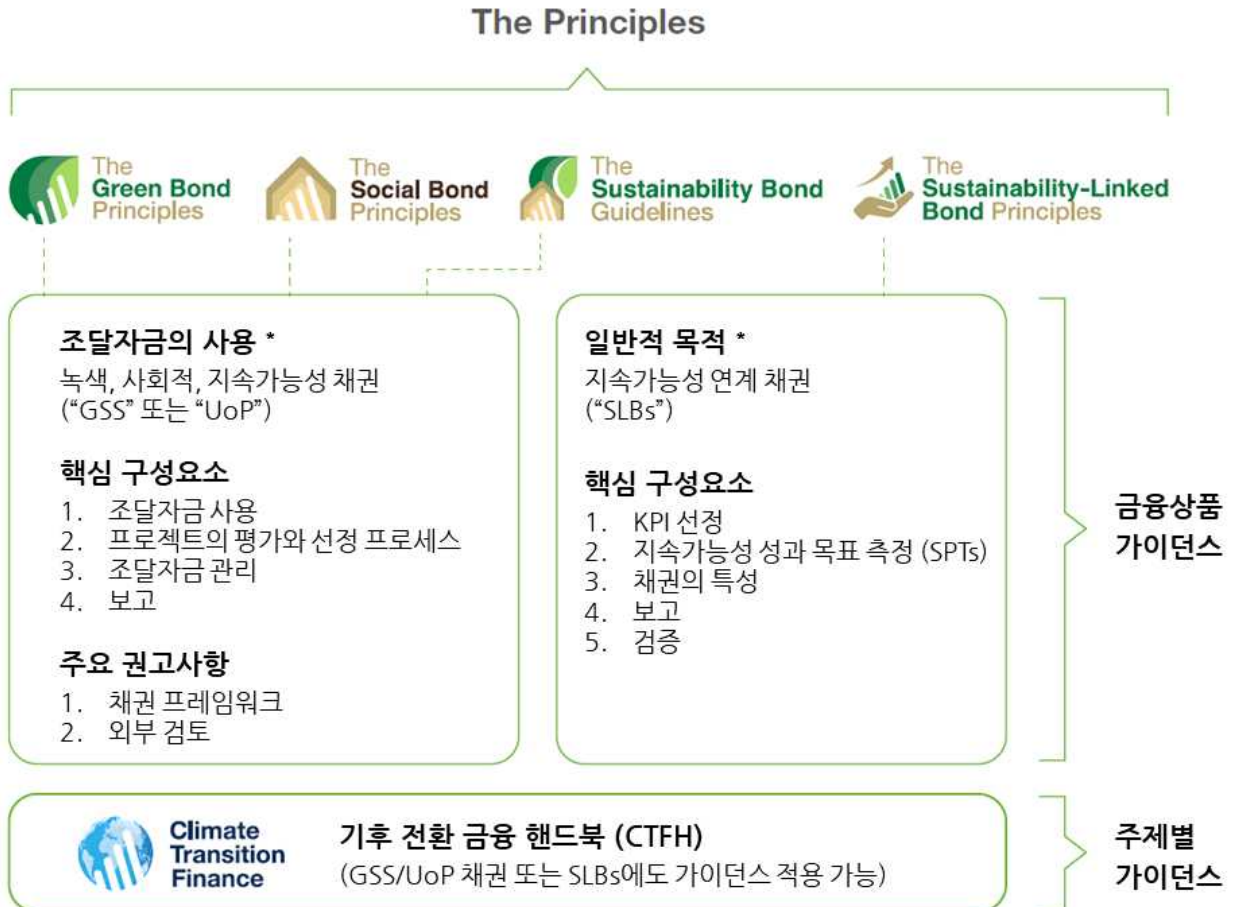 The Principles
The
Green Bond
Principles
The
Social Bond
Principles
The
Sustainability Bond
Guidelines
The
Sustainability-Linked
Bond Principles
조달자금의 사용 *
녹색, 사회적, 지속가능성 채권
(“GSS” 또는 “UoP”)
핵심 구성요소
1. 조달자금 사용
2. 프로젝트의 평가와 선정 프로세스
3. 조달자금 관리
4. 보고
주요 권고사항
1. 채권 프레임워크
2. 외부 검토
일반적 목적 *
지속가능성 연계 채권
(“SLBs”)
핵심 구성요소
1. KPI 선정
2. 지속가능성 성과 목표 측정 (SPTs)
3. 채권의 특성
4. 보고
5. 검증
금융상품
가이던스
Climate
Transition
Finance
기후 전환 금융 핸드북 (CTFH)
(GSS/UoP 채권 또는 SLBs에도 가이던스 적용 가능)
주제별
가이던스